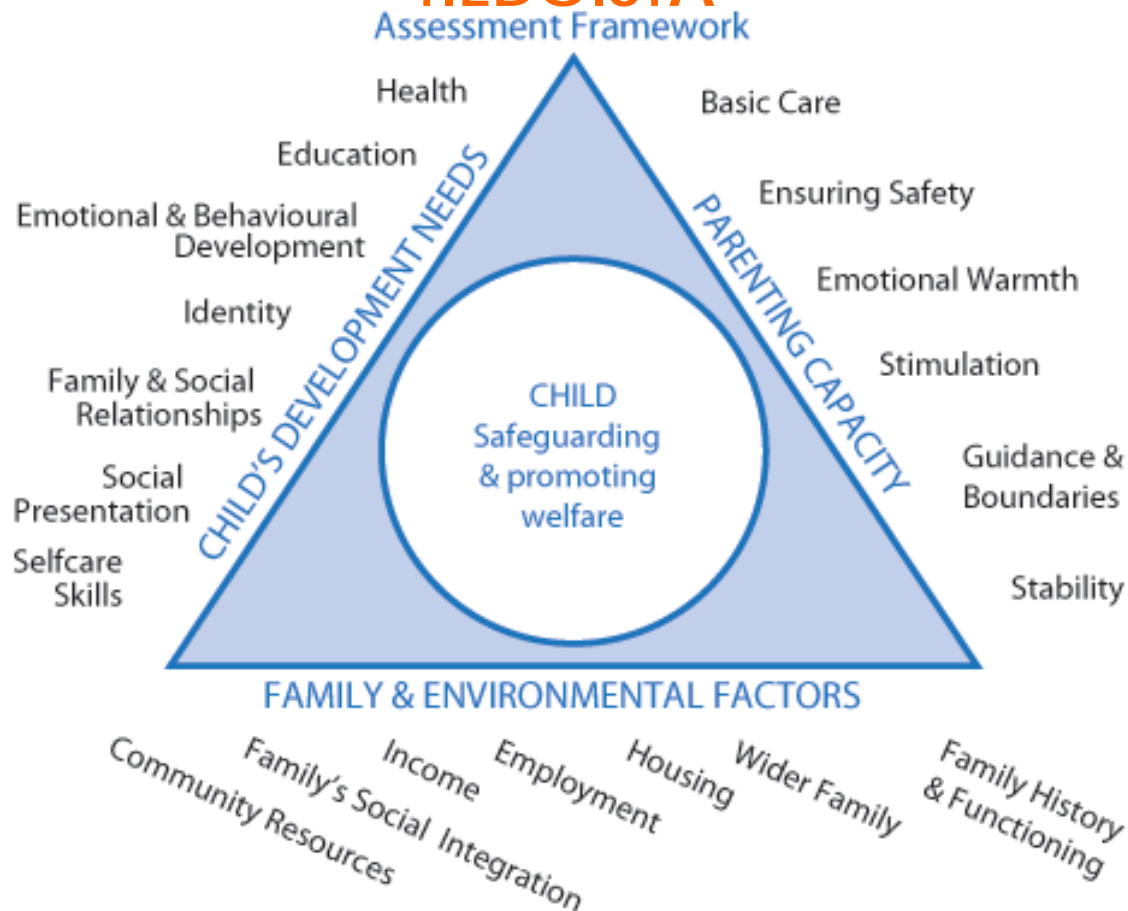 Assessment Framework
Health
Education
Emotional & Behavioural
Development
Identity
Family & Social
Relationships
Social
Presentation
Selfcare
Skills
CHILD'S DEVELOPMENT NEEDS
CHILD
Safeguarding
& promoting
welfare
PARENTING CAPACITY
Basic Care
Ensuring Safety
Emotional Warmth
Stimulation
Guidance &
Boundaries
Stability
FAMILY & ENVIRONMENTAL FACTORS
Community Resources
Family's Social Integration
Income
Employment
Housing
Wider Family
Family History
& Functioning